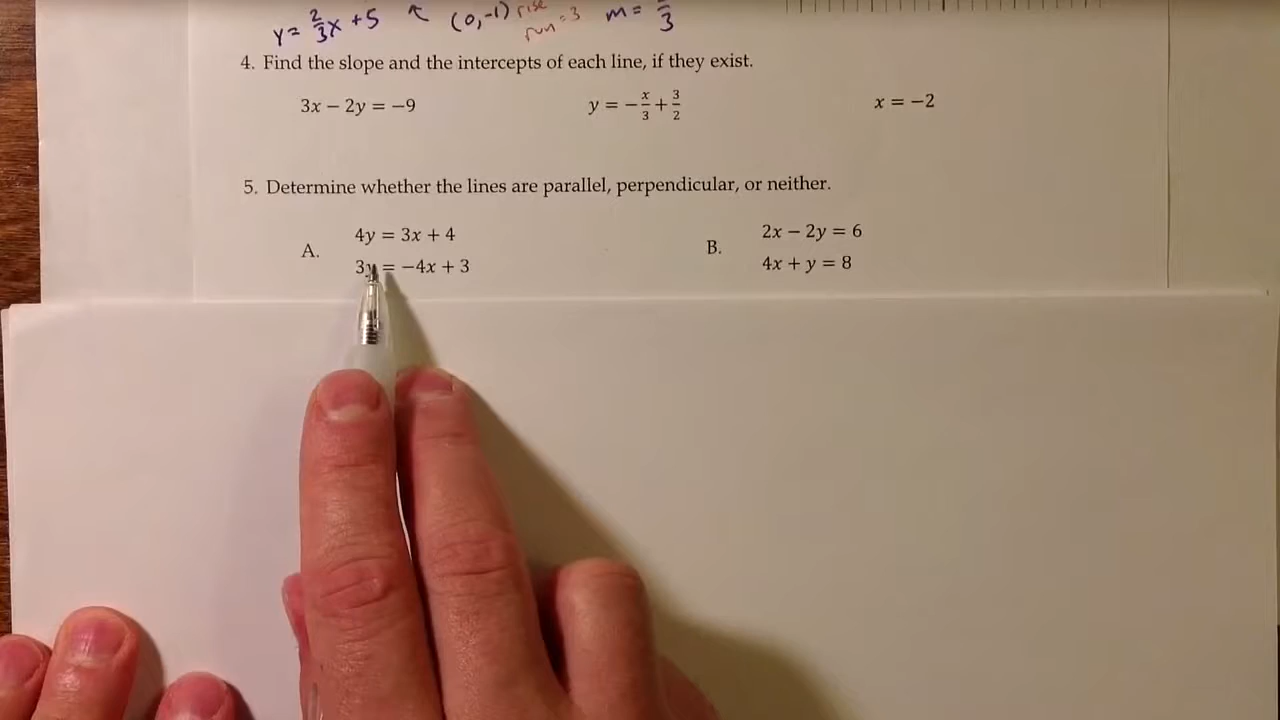 y = 2/3 x + 5 (0, -1) rise run = 3 m = /3
4. Find the slope and the intercepts of each line, if they exist.
3x − 2y = −9 y = −x/3 + 3/2 x = −2
5. Determine whether the lines are parallel, perpendicular, or neither.
A. 4y = 3x + 4
3y = −4x + 3
B. 2x − 2y = 6
4x + y = 8